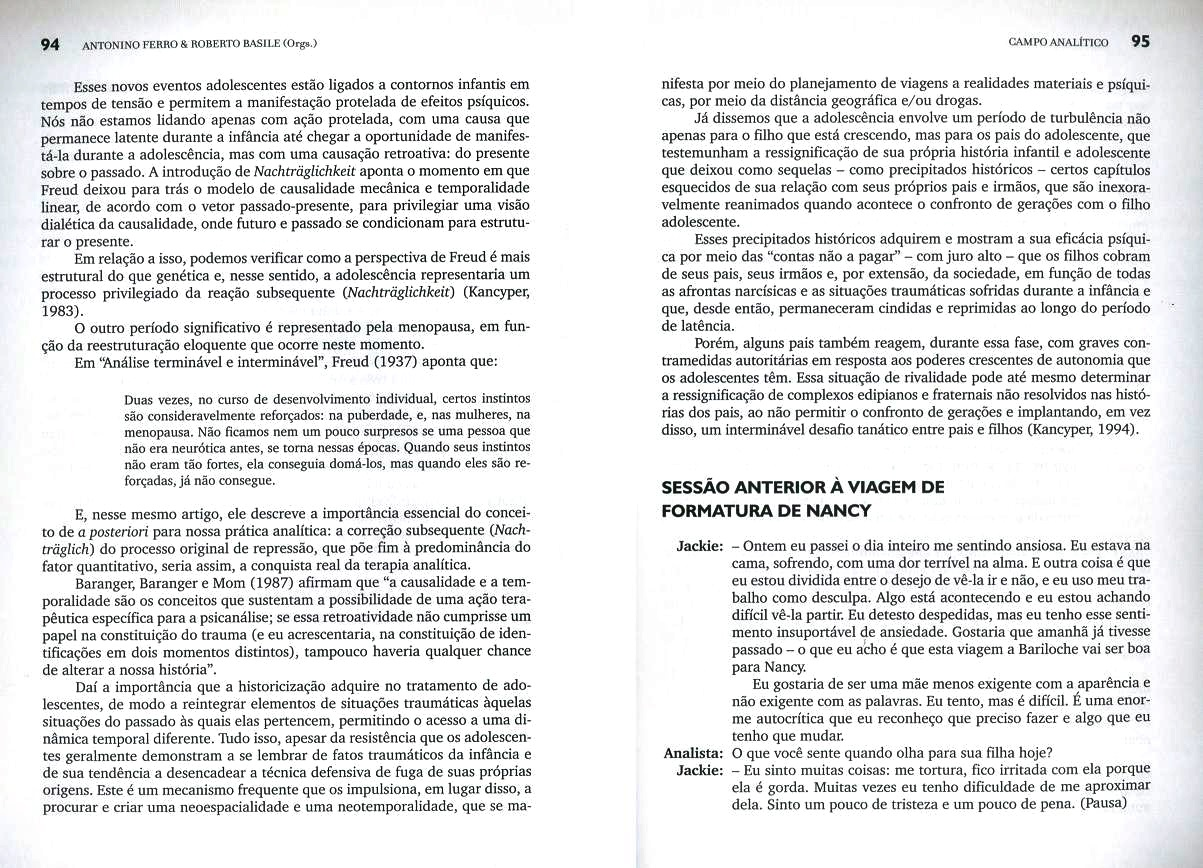 94 ANTONINO FERRO & ROBERTO BASILE (Orgs.)
Esses novos eventos adolescentes estão ligados a contornos infantis em
tempos de tensão e permitem a manifestação protelada de efeitos psíquicos.
Nós não estamos lidando apenas com ação protelada, com uma causa que
permanece latente durante a infância até chegar a oportunidade de manifes-
tá-la durante a adolescência, mas com uma causação retroativa: do presente
sobre o passado. A introdução de Nachträglichkeit aponta o momento em que
Freud deixou para trás o modelo de causalidade mecânica e temporalidade
linear, de acordo com o vetor passado-presente, para privilegiar uma visão
dialética da causalidade, onde futuro e passado se condicionam para estrutu-
rar o presente.
Em relação a isso, podemos verificar como a perspectiva de Freud é mais
estrutural do que genética e, nesse sentido, a adolescência representaria um
processo privilegiado da reação subsequente (Nachträglichkeit) (Kancyper,
1983).
O outro período significativo é representado pela menopausa, em fun-
ção da reestruturação eloquente que ocorre neste momento.
Em “Análise terminável e interminável”, Freud (1937) aponta que:
Duas vezes, no curso de desenvolvimento individual, certos instintos
são consideravelmente reforçados: na puberdade, e, nas mulheres, na
menopausa. Não ficamos nem um pouco surpresos se uma pessoa que
não era neurótica antes, se torna nessas épocas. Quando seus instintos
não eram tão fortes, ela conseguia domá-los, mas quando eles são re-
forçadas, já não consegue.
E, nesse mesmo artigo, ele descreve a importância essencial do concei-
to de a posteriori para nossa prática analítica: a correção subsequente (Nach-
träglich) do processo original de repressão, que põe fim à predominância do
fator quantitativo, seria assim, a conquista real da terapia analítica.
Baranger, Baranger e Mom (1987) afirmam que “a causalidade e a tem-
poralidade são os conceitos que sustentam a possibilidade de uma ação tera-
pêutica específica para a psicanálise; se essa retroatividade não cumprisse um
papel na constituição do trauma (e eu acrescentaria, na constituição de iden-
tificações em dois momentos distintos), tampouco haveria qualquer chance
de alterar a nossa história”.
Daí a importância que a historicização adquire no tratamento de ado-
lescentes, de modo a reintegrar elementos de situações traumáticas àquelas
situações do passado às quais elas pertencem, permitindo o acesso a uma di-
nâmica temporal diferente. Tudo isso, apesar da resistência que os adolescen-
tes geralmente demonstram a se lembrar de fatos traumáticos da infância e
de sua tendência a desencadear a técnica defensiva de fuga de suas próprias
origens. Este é um mecanismo frequente que os impulsiona, em lugar disso, a
procurar e criar uma neoespacialidade e uma neotemporalidade, que se ma-
CAMPO ANALÍTICO 95
nifesta por meio do planejamento de viagens a realidades materiais e psíqui-
cas, por meio da distância geográfica e/ou drogas.
Já dissemos que a adolescência envolve um período de turbulência não
apenas para o filho que está crescendo, mas para os pais do adolescente, que
testemunham a ressignificação de sua própria história infantil e adolescente
que deixou como sequelas – como precipitados históricos – certos capítulos
esquecidos de sua relação com seus próprios pais e irmãos, que são inexora-
velmente reanimados quando acontece o confronto de gerações com o filho
adolescente.
Esses precipitados históricos adquirem e mostram a sua eficácia psíqui-
ca por meio das “contas não a pagar” – com juro alto – que os filhos cobram
de seus pais, seus irmãos e, por extensão, da sociedade, em função de todas
as afrontas narcísicas e as situações traumáticas sofridas durante a infância e
que, desde então, permaneceram cindidas e reprimidas ao longo do período
de latência.
Porém, alguns pais também reagem, durante essa fase, com graves con-
tramedidas autoritárias em resposta aos poderes crescentes de autonomia que
os adolescentes têm. Essa situação de rivalidade pode até mesmo determinar
a ressignificação de complexos edipianos e fraternais não resolvidos nas histó-
rias dos pais, ao não permitir o confronto de gerações e implantando, em vez
disso, um interminável desafio tanático entre pais e filhos (Kancyper, 1994).
SESSÃO ANTERIOR À VIAGEM DE
FORMATURA DE NANCY
Jackie: – Ontem eu passei o dia inteiro me sentindo ansiosa. Eu estava na
cama, sofrendo, com uma dor terrível na alma. E outra coisa é que
eu estou dividida entre o desejo de vê-la ir e não, e eu uso meu tra-
balho como desculpa. Algo está acontecendo e eu estou achando
difícil vê-la partir. Eu detesto despedidas, mas eu tenho esse senti-
mento insuportável de ansiedade. Gostaria que amanhã já tivesse
passado – o que eu acho é que esta viagem a Bariloche vai ser boa
para Nancy.
Eu gostaria de ser uma mãe menos exigente com a aparência e
não exigente com as palavras. Eu tento, mas é difícil. É uma enor-
me autocrítica que eu reconheço que preciso fazer e algo que eu
tenho que mudar.
Analista: O que você sente quando olha para sua filha hoje?
Jackie: – Eu sinto muitas coisas: me tortura, fico irritada com ela porque
ela é gorda. Muitas vezes eu tenho dificuldade de me aproximar
dela. Sinto um pouco de tristeza e um pouco de pena. (Pausa)